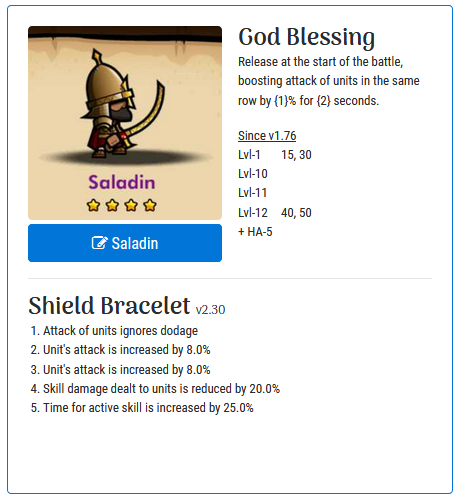 God Blessing
Release at the start of the battle,
boosting attack of units in the same
row by {1}% for {2} seconds.
Since v1.76
Lvl-1 15, 30
Lvl-10
Lvl-11
Lvl-12 40, 50
+ HA-5
Saladin
Saladin
Shield Bracelet v2.30
1. Attack of units ignores dodage
2. Unit's attack is increased by 8.0%
3. Unit's attack is increased by 8.0%
4. Skill damage dealt to units is reduced by 20.0%
5. Time for active skill is increased by 25.0%